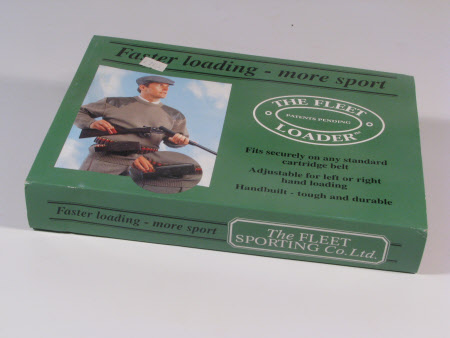 Faster loading - more sport
THE FLEET
PATENTS PENDING
LOADER
Fits securely on any standard
cartridge belt
Adjustable for left or right
hand loading
Handbuilt - tough and durable
Faster loading - more sport
The FLEET
SPORTING Co.Ltd.